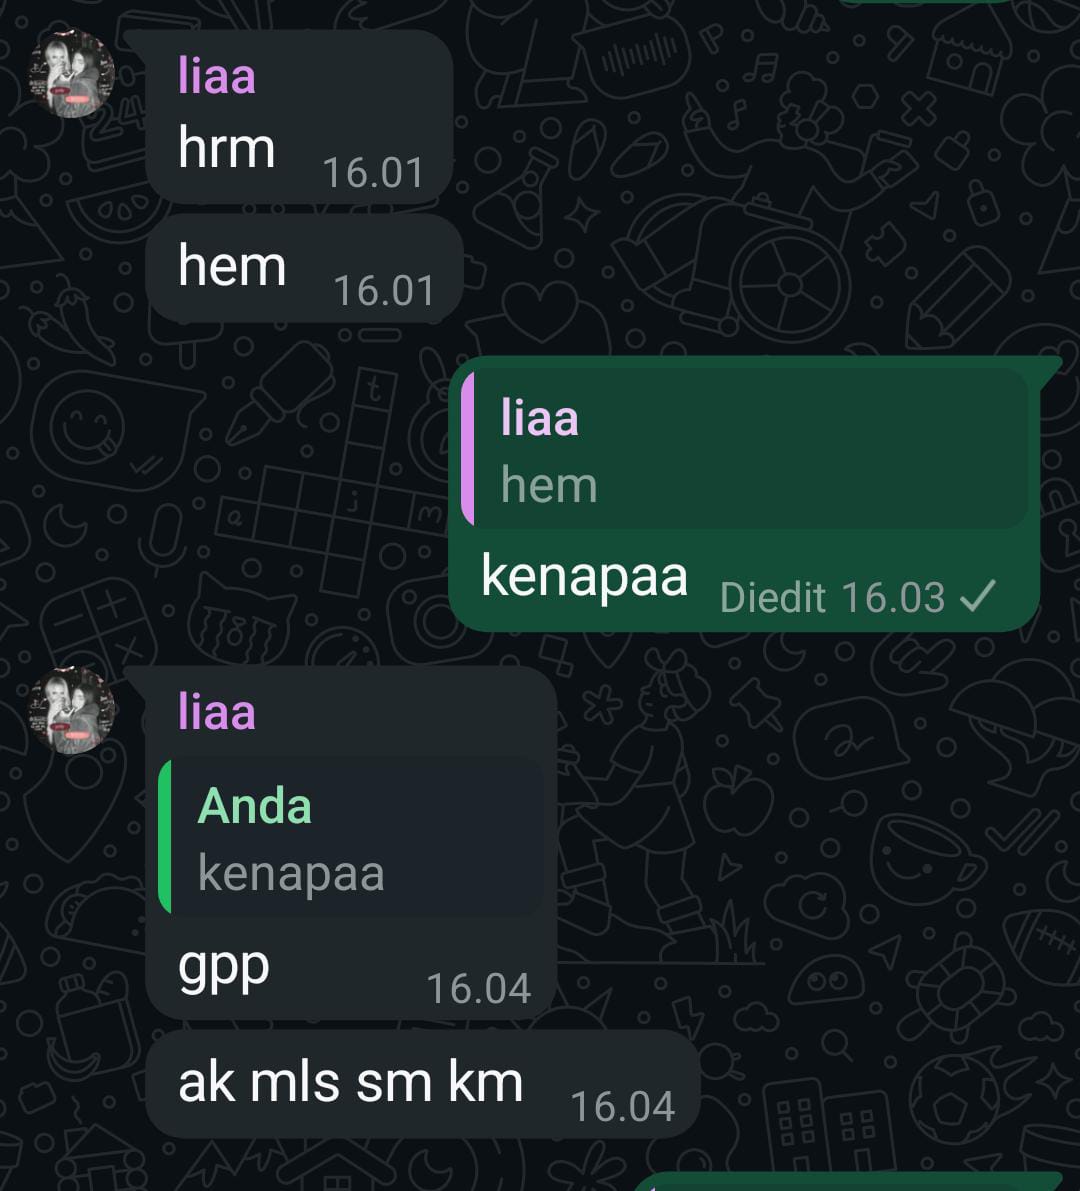 liaa
hrm 16.01
hem 16.01
liaa
hem
kenapaa Diedit 16.03
liaa
Anda
kenapaa
gpp 16.04
ak mls sm km 16.04